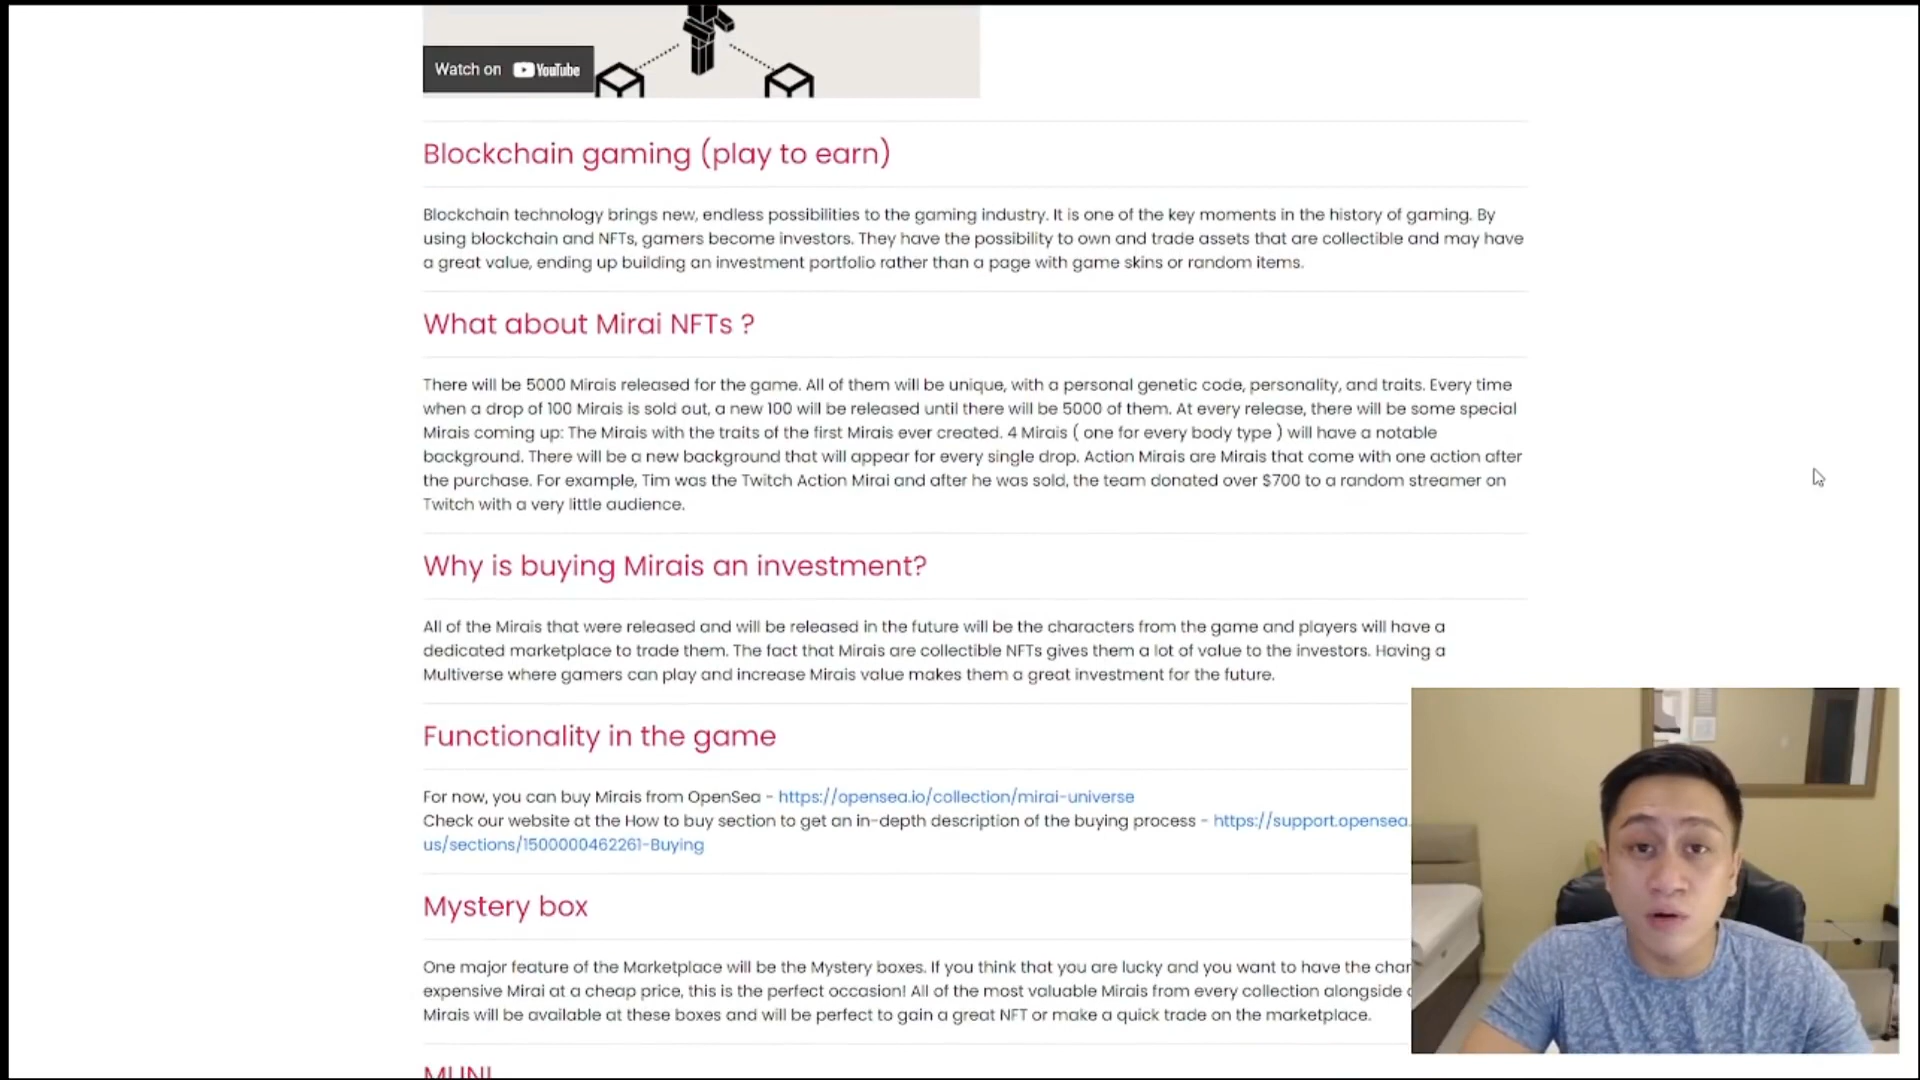 Watch on YouTube
Blockchain gaming (play to earn)
Blockchain technology brings new, endless possibilities to the gaming industry. It is one of the key moments in the history of gaming. By
using blockchain and NFTs, gamers become investors. They have the possibility to own and trade assets that are collectible and may have
a great value, ending up building an investment portfolio rather than a page with game skins or random items.
What about Mirai NFTs ?
There will be 5000 Mirais released for the game. All of them will be unique, with a personal genetic code, personality, and traits. Every time
when a drop of 100 Mirais is sold out, a new 100 will be released until there will be 5000 of them. At every release, there will be some special
Mirais coming up: The Mirais with the traits of the first Mirais ever created. 4 Mirais ( one for every body type ) will have a notable
background. There will be a new background that will appear for every single drop. Action Mirais are Mirais that come with one action after
the purchase. For example, Tim was the Twitch Action Mirai and after he was sold, the team donated over $700 to a random streamer on
Twitch with a very little audience.
Why is buying Mirais an investment?
All of the Mirais that were released and will be released in the future will be the characters from the game and players will have a
dedicated marketplace to trade them. The fact that Mirais are collectible NFTs gives them a lot of value to the investors. Having a
Multiverse where gamers can play and increase Mirais value makes them a great investment for the future.
Functionality in the game
For now, you can buy Mirais from OpenSea - https://opensea.io/collection/mirai-universe
Check our website at the How to buy section to get an in-depth description of the buying process - https://support.opensea.
us/sections/1500000462261-Buying
Mystery box
One major feature of the Marketplace will be the Mystery boxes. If you think that you are lucky and you want to have the
expensive Mirai at a cheap price, this is the perfect occasion! All of the most valuable Mirais from every collection alongside
Mirais will be available at these boxes and will be perfect to gain a great NFT or make a quick trade on the marketplace.
MUNI